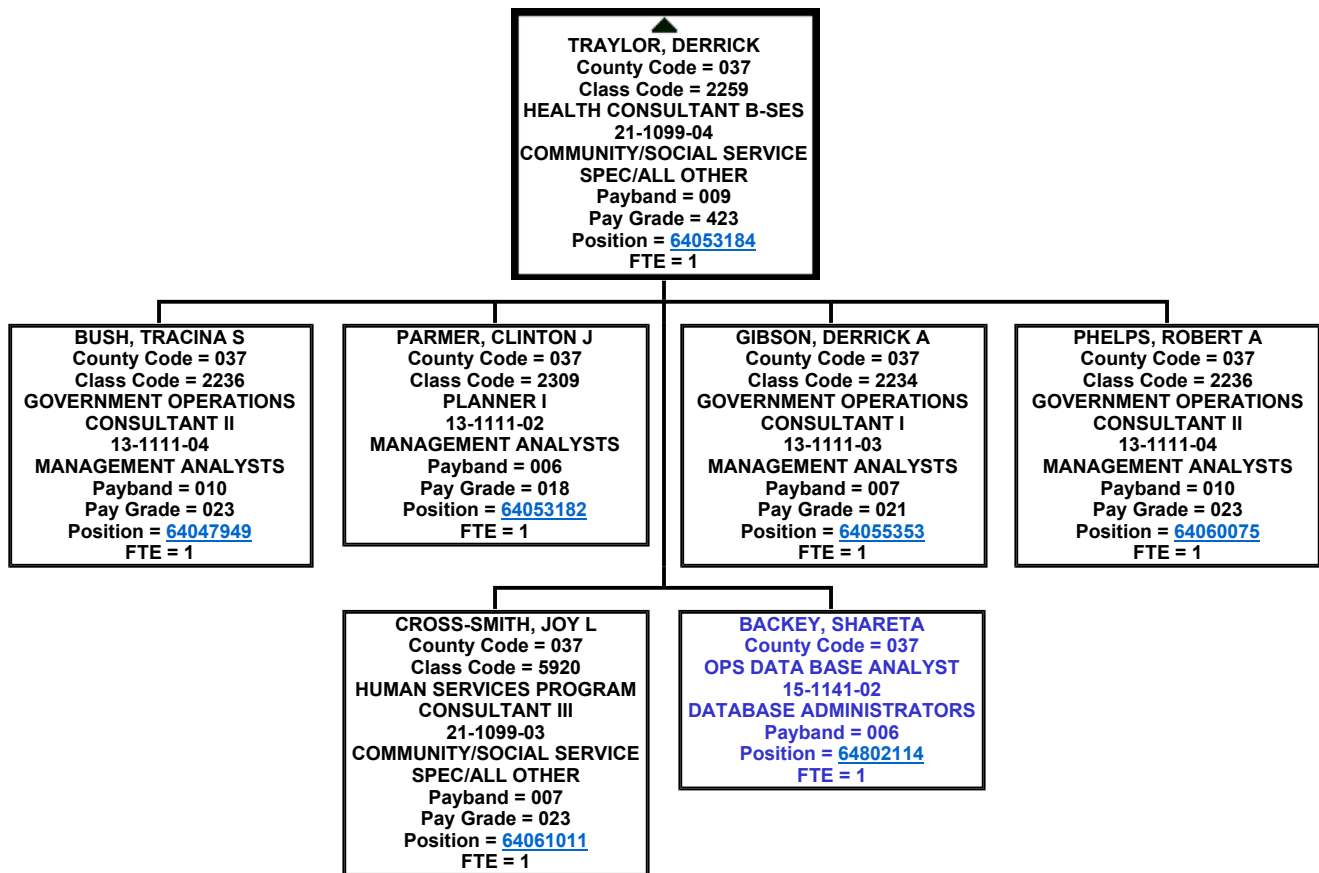 TRAYLOR, DERRICK
County Code = 037
Class Code = 2259
HEALTH CONSULTANT B-SES
21-1099-04
COMMUNITY/SOCIAL SERVICE
SPEC/ALL OTHER
Payband = 009
Pay Grade = 423
Position = 64053184
FTE = 1
BUSH, TRACINA S
County Code = 037
Class Code = 2236
GOVERNMENT OPERATIONS
CONSULTANT II
13-1111-04
MANAGEMENT ANALYSTS
Payband = 010
Pay Grade = 023
Position = 64047949
FTE = 1
PARMER, CLINTON J
County Code = 037
Class Code = 2309
PLANNER I
13-1111-02
MANAGEMENT ANALYSTS
Payband = 006
Pay Grade = 018
Position = 64053182
FTE = 1
GIBSON, DERRICK A
County Code = 037
Class Code = 2234
GOVERNMENT OPERATIONS
CONSULTANT I
13-1111-03
MANAGEMENT ANALYSTS
Payband = 007
Pay Grade = 021
Position = 64055353
FTE = 1
PHELPS, ROBERT A
County Code = 037
Class Code = 2236
GOVERNMENT OPERATIONS
CONSULTANT II
13-1111-04
MANAGEMENT ANALYSTS
Payband = 010
Pay Grade = 023
Position = 64060075
FTE = 1
CROSS-SMITH, JOY L
County Code = 037
Class Code = 5920
HUMAN SERVICES PROGRAM
CONSULTANT III
21-1099-03
COMMUNITY/SOCIAL SERVICE
SPEC/ALL OTHER
Payband = 007
Pay Grade = 023
Position = 64061011
FTE = 1
BACKEY, SHARETA
County Code = 037
OPS DATA BASE ANALYST
15-1141-02
DATABASE ADMINISTRATORS
Payband = 006
Position = 64802114
FTE = 1